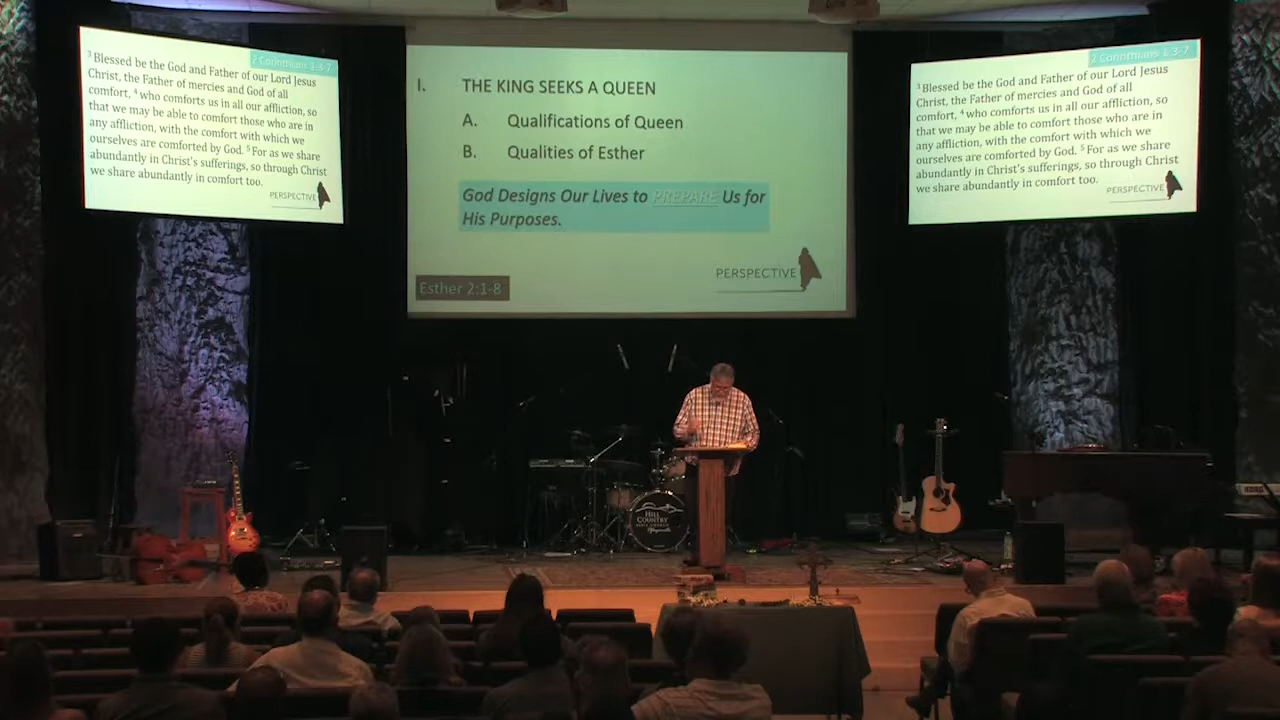 2 Corinthians 1:3-7
3 Blessed be the God and Father of our Lord Jesus
Christ, the Father of mercies and God of all
comfort, 4 who comforts us in all our affliction, so
that we may be able to comfort those who are in
any affliction, with the comfort with which we
ourselves are comforted by God. 5 For as we share
abundantly in Christ's sufferings, so through Christ
we share abundantly in comfort too.
PERSPECTIVE
I. THE KING SEEKS A QUEEN
A. Qualifications of Queen
B. Qualities of Esther
God Designs Our Lives to PREPARE Us for
His Purposes.
PERSPECTIVE
Esther 2:1-8
2 Corinthians 1:3-7
3 Blessed be the God and Father of our Lord Jesus
Christ, the Father of mercies and God of all
comfort, 4 who comforts us in all our affliction, so
that we may be able to comfort those who are in
any affliction, with the comfort with which we
ourselves are comforted by God. 5 For as we share
abundantly in Christ's sufferings, so through Christ
we share abundantly in comfort too.
PERSPECTIVE
HILL
COUNTRY
BIBLE CHURCH
KORG